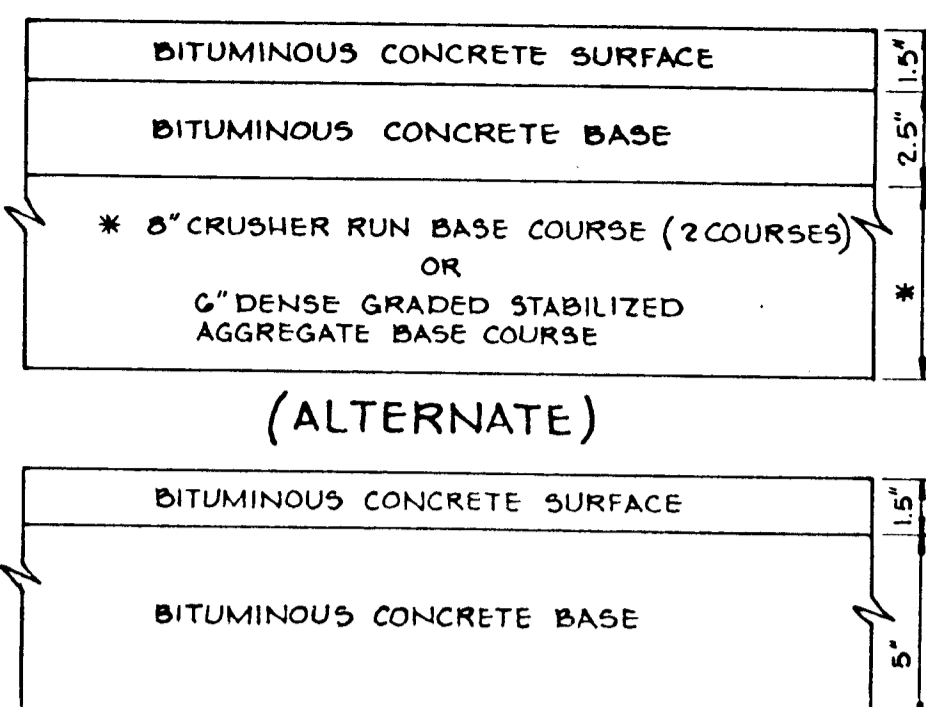 BITUMINOUS CONCRETE SURFACE
1.5"
BITUMINOUS CONCRETE BASE
2.5"
* 8" CRUSHER RUN BASE COURSE (2 COURSES)
*
OR
6" DENSE GRADED STABILIZED
AGGREGATE BASE COURSE
(ALTERNATE)
BITUMINOUS CONCRETE SURFACE
1.5"
BITUMINOUS CONCRETE BASE
5"